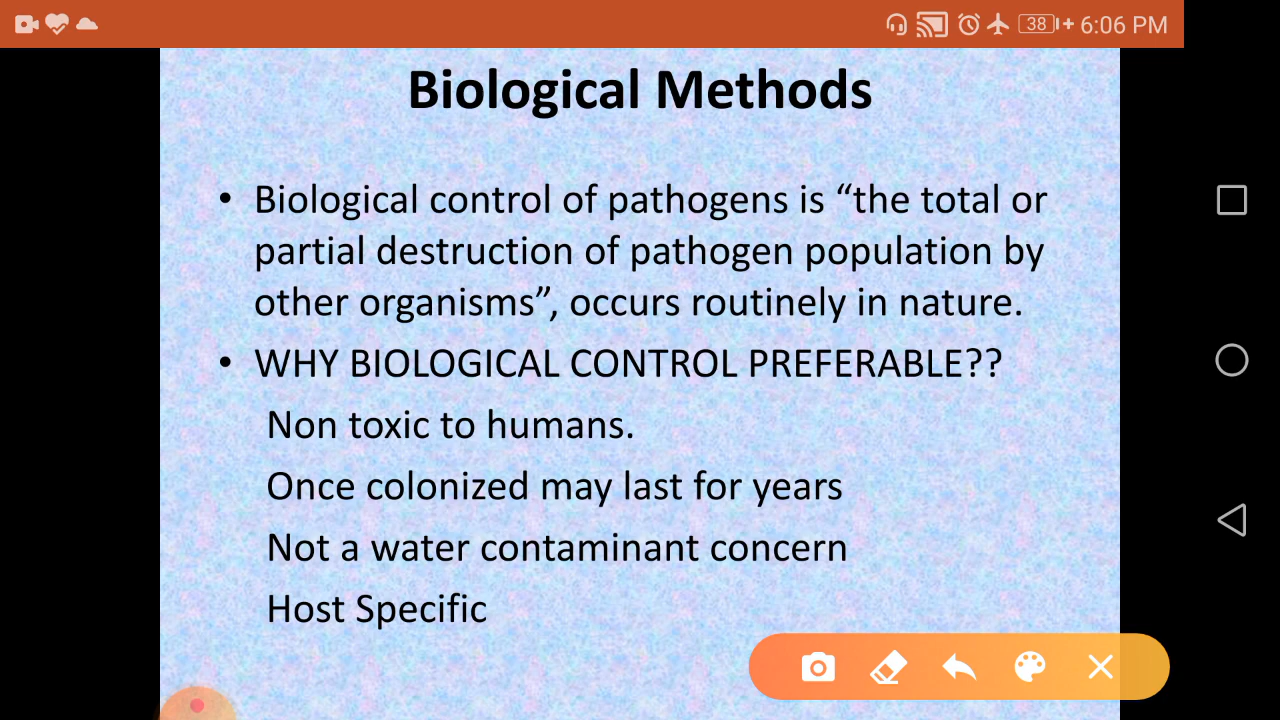 38 6:06 PM
Biological Methods
• Biological control of pathogens is “the total or
partial destruction of pathogen population by
other organisms”, occurs routinely in nature.
• WHY BIOLOGICAL CONTROL PREFERABLE??
Non toxic to humans.
Once colonized may last for years
Not a water contaminant concern
Host Specific